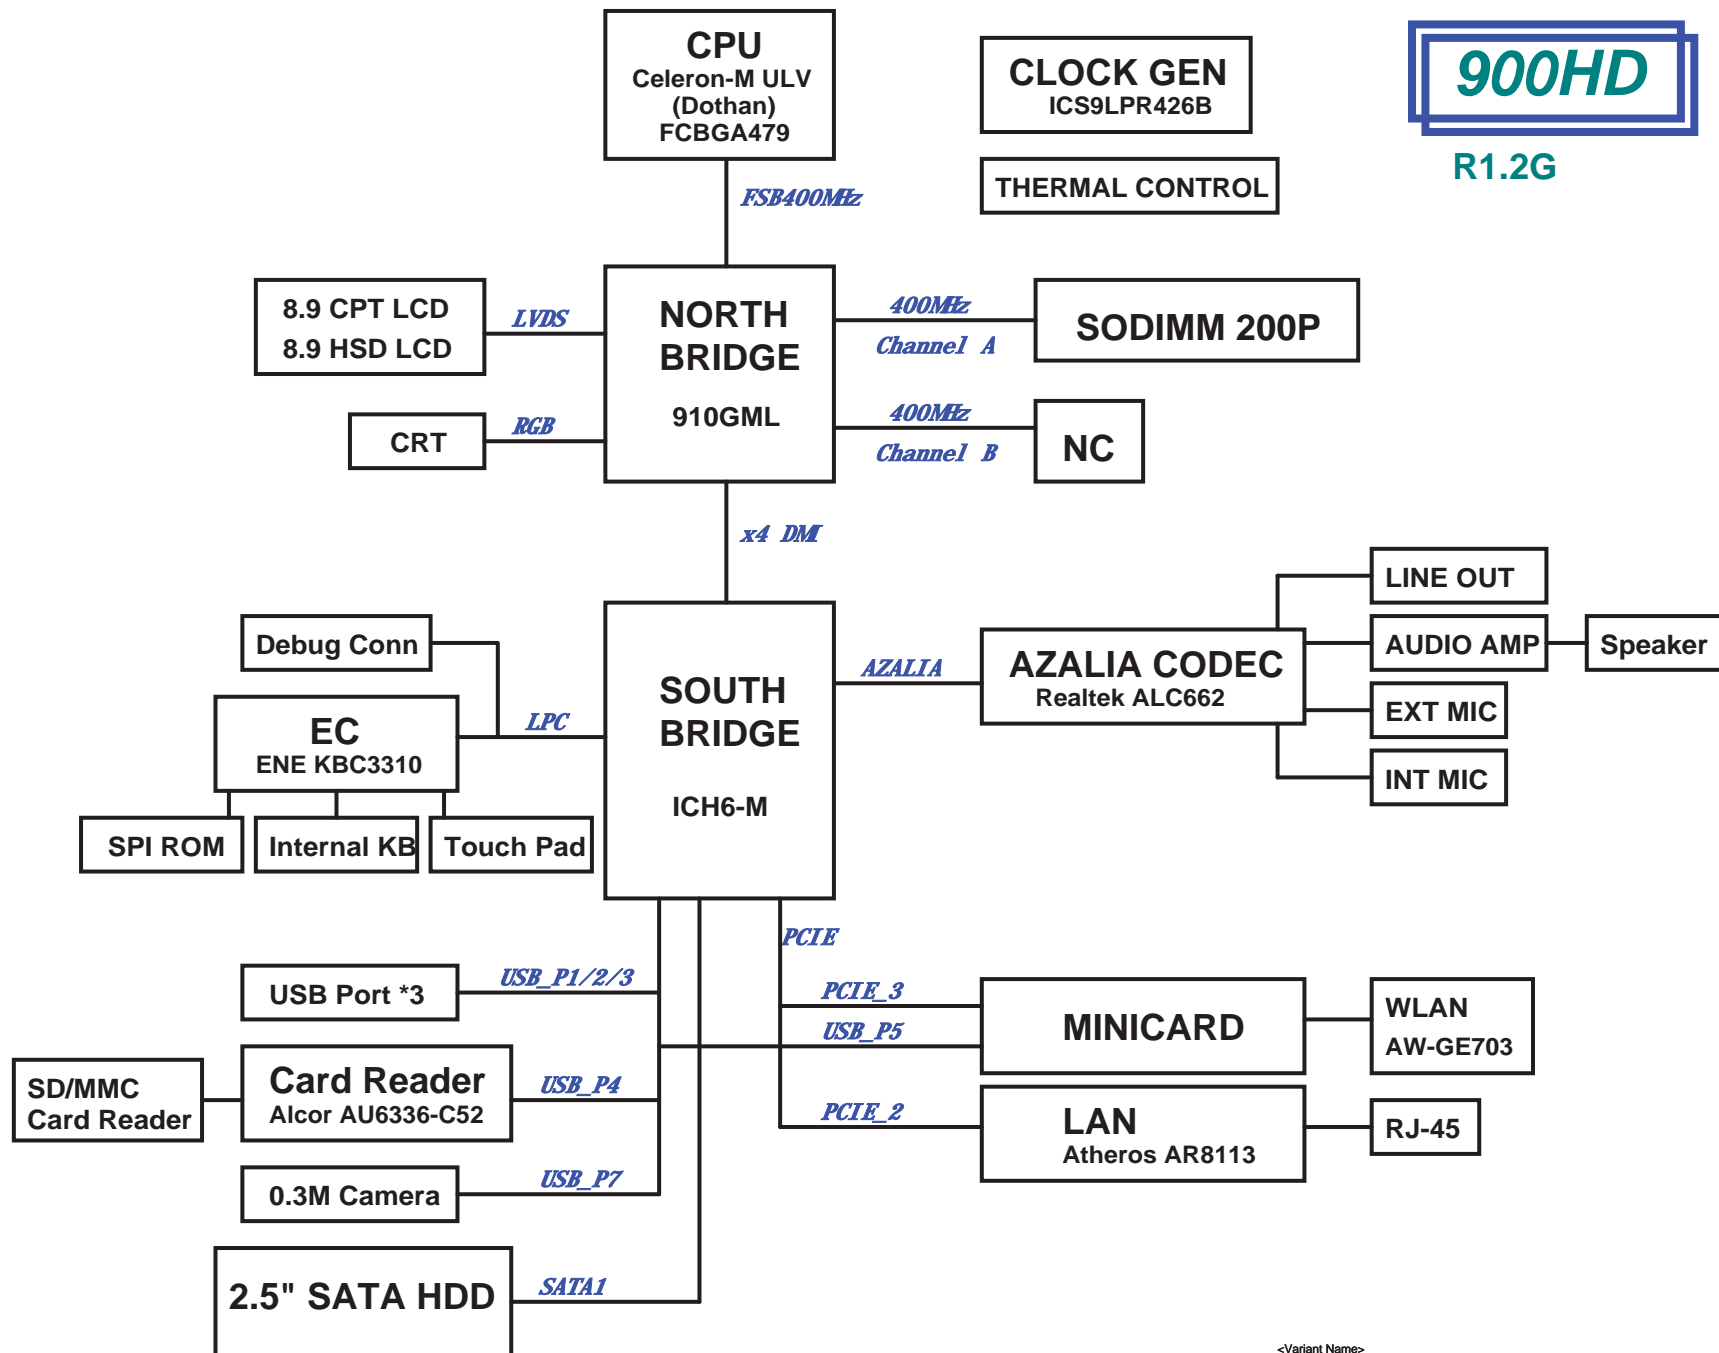 CPU
Celeron-M ULV
(Dothan)
FCBGA479
CLOCK GEN
ICS9LPR426B
900HD
R1.2G
THERMAL CONTROL
FSB400MHz
8.9 CPT LCD
8.9 HSD LCD
LVDS
NORTH
BRIDGE
910GML
400MHz
Channel A
SODIMM 200P
CRT
RGB
400MHz
Channel B
NC
x4 DMI
LINE OUT
Debug Conn
AUDIO AMP
Speaker
AZALIA
AZALIA CODEC
Realtek ALC662
SOUTH
BRIDGE
ICH6-M
EC
ENE KBC3310
LPC
EXT MIC
INT MIC
SPI ROM
Internal KB
Touch Pad
PCIE
USB Port *3
USB_P1/2/3
PCIE_3
USB_P5
MINICARD
WLAN
AW-GE703
SD/MMC
Card Reader
Card Reader
Alcor AU6336-C52
USB_P4
PCIE_2
LAN
Atheros AR8113
RJ-45
0.3M Camera
USB_P7
2.5" SATA HDD
SATA1
<Variant Name>